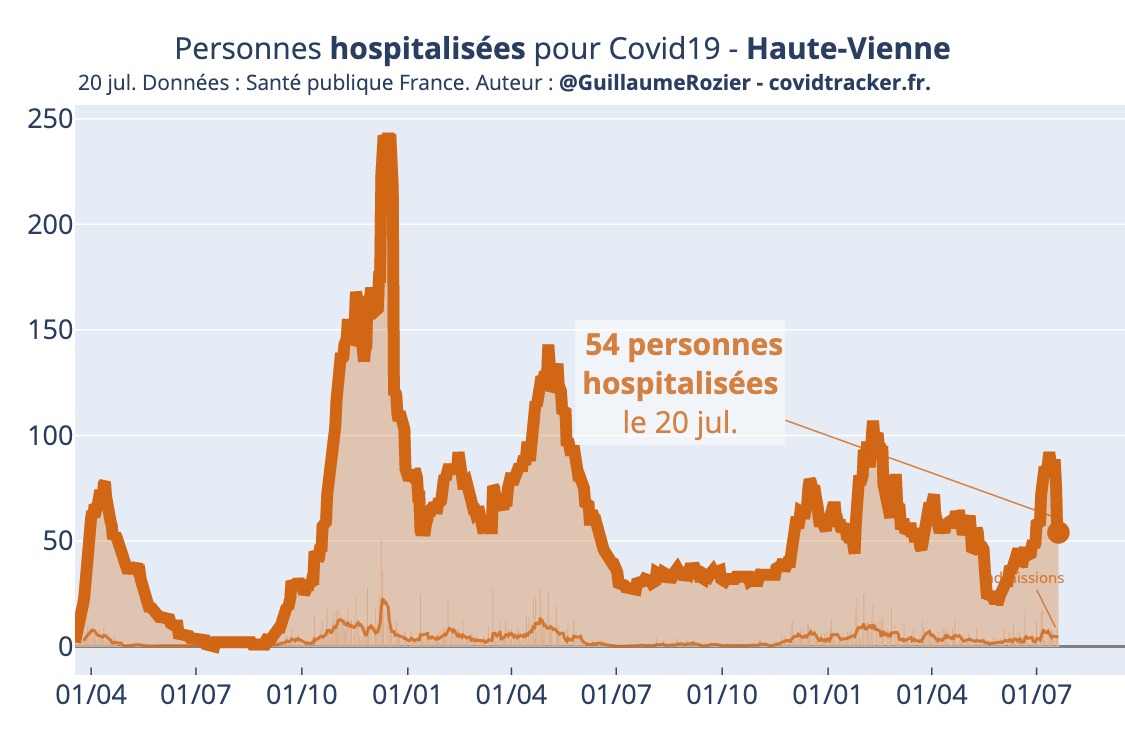 Personnes hospitalisées pour Covid19 - Haute-Vienne
20 jul. Données : Santé publique France. Auteur : @GuillaumeRozier - covidtracker.fr.
250
200
150
100
50
0
54 personnes
hospitalisées
le 20 jul.
admissions
01/04 01/07 01/10 01/01 01/04 01/07 01/10 01/01 01/04 01/07